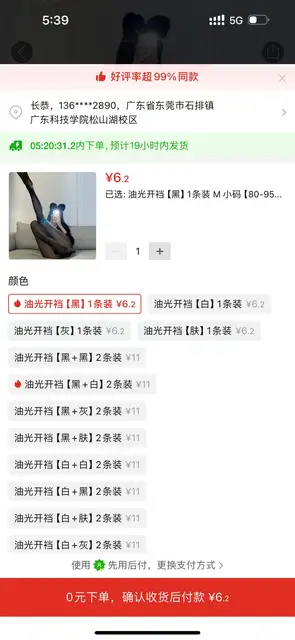 5:39
5G
好评率超99%同款
长恭，136****2890，广东省东莞市石排镇
广东科技学院松山湖校区
05:20:31.2内下单，预计19小时内发货
¥6.2
已选: 油光开裆【黑】1条装 M 小码【80-95...
1
颜色
油光开裆【黑】1条装 ¥6.2
油光开裆【白】1条装 ¥6.2
油光开裆【灰】1条装 ¥6.2
油光开裆【肤】1条装 ¥6.2
油光开裆【黑+黑】2条装 ¥11
油光开裆【黑+白】2条装 ¥11
油光开裆【黑+灰】2条装 ¥11
油光开裆【黑+肤】2条装 ¥11
油光开裆【白+白】2条装 ¥11
油光开裆【白+黑】2条装 ¥11
油光开裆【白+肤】2条装 ¥11
油光开裆【白+灰】2条装 ¥11
使用 先用后付，更换支付方式
0元下单，确认收货后付款 ¥6.2